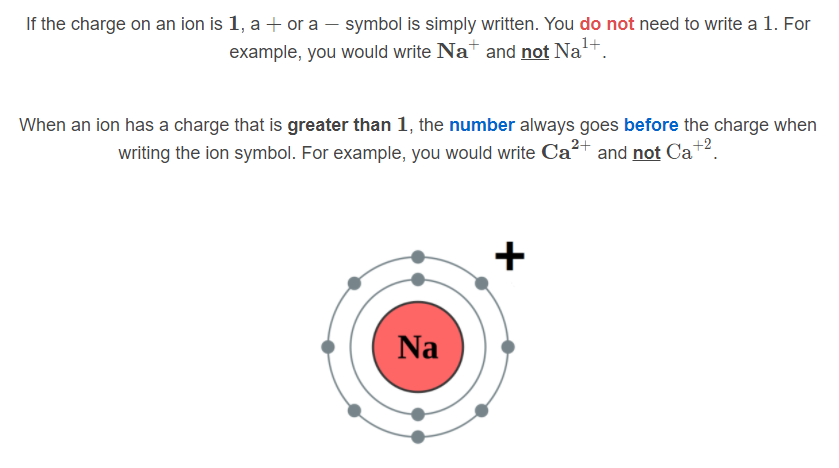 If the charge on an ion is 1, a + or a − symbol is simply written. You do not need to write a 1. For
example, you would write Na⁺ and not Na¹⁺.
When an ion has a charge that is greater than 1, the number always goes before the charge when
writing the ion symbol. For example, you would write Ca²⁺ and not Ca⁺².
+
Na